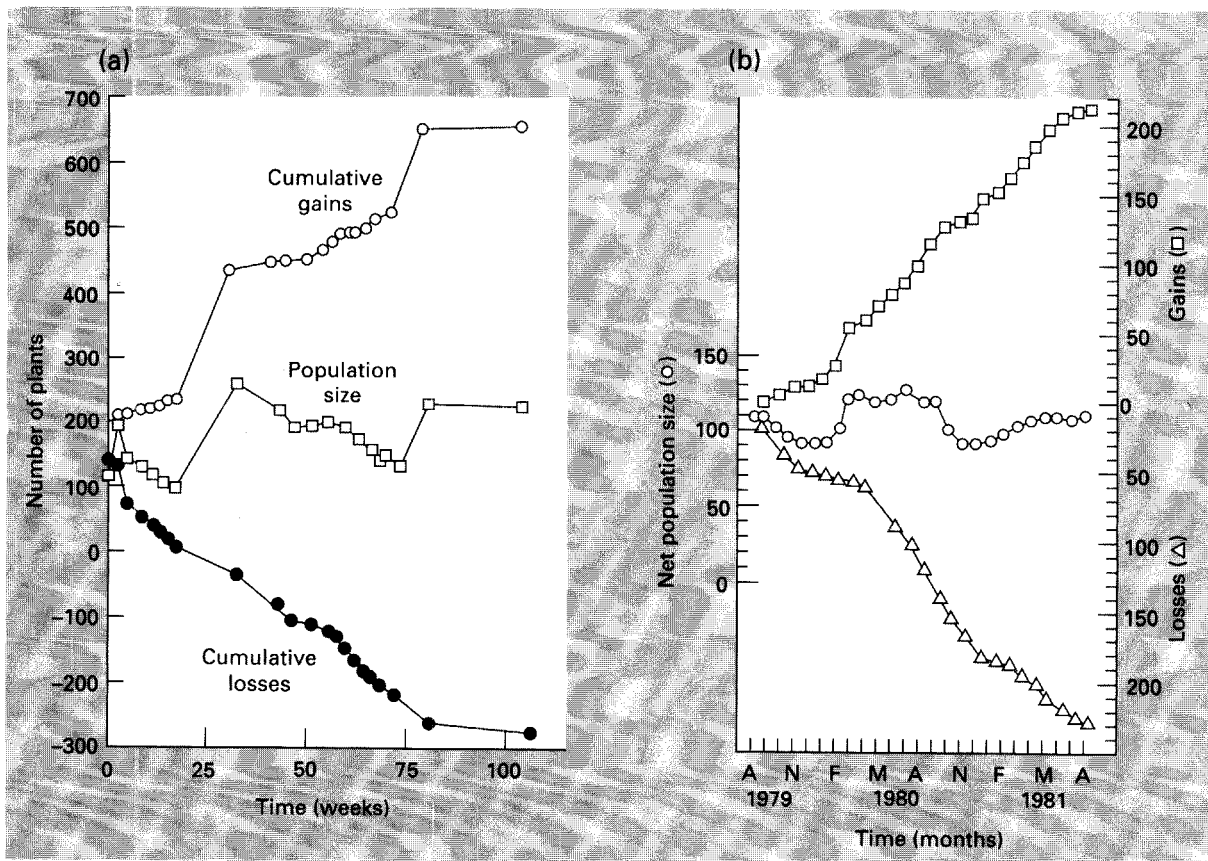 (a)
700
600
500
400
300
200
100
0
–100
–200
–300
Number of plants
Cumulative
gains
Population
size
Cumulative
losses
0 25 50 75 100
Time (weeks)
(b)
150
100
50
0
Net population size (○)
200
150
100
50
0
50
100
150
200
Gains (□)
Losses (△)
A N F M A N F M A
1979 1980 1981
Time (months)